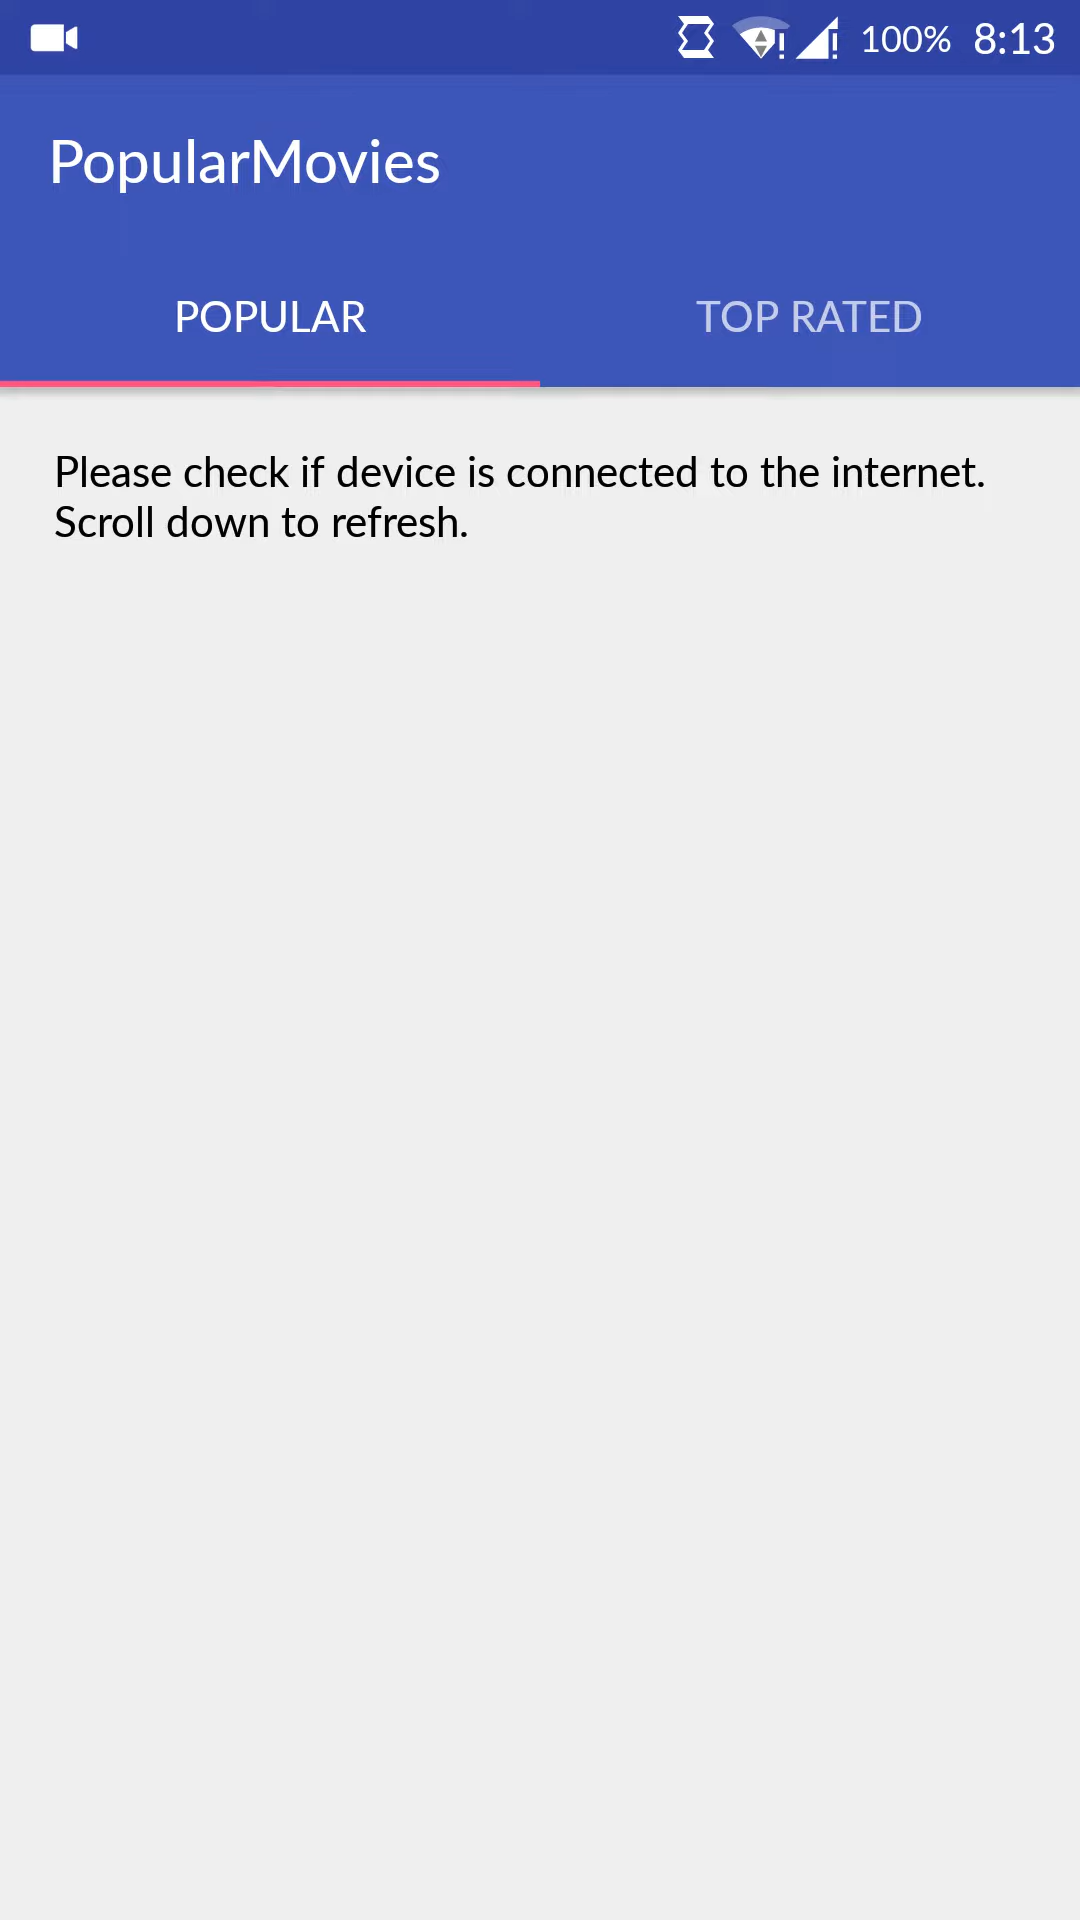 100% 8:13
PopularMovies
POPULAR TOP RATED
Please check if device is connected to the internet.
Scroll down to refresh.